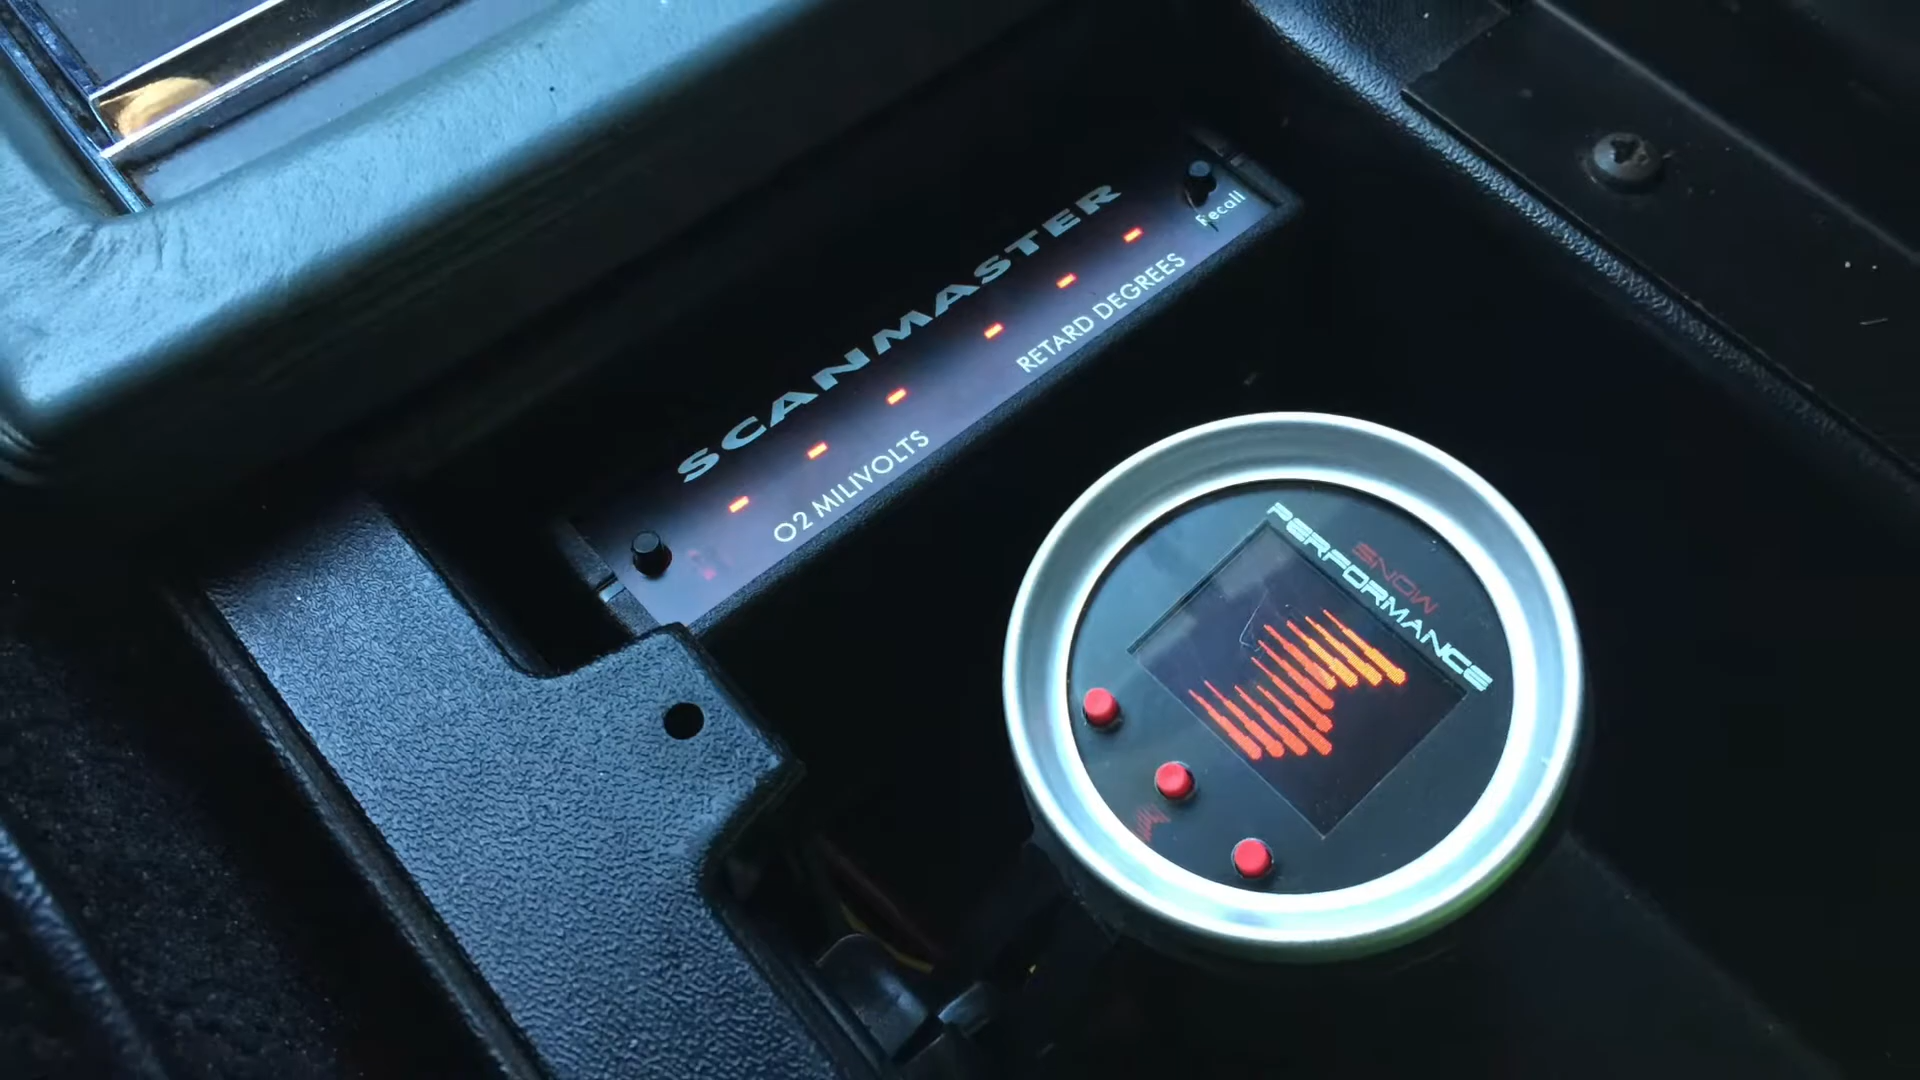 SCANMASTER
Recall
- - - - - -
O2 MILIVOLTS
RETARD DEGREES
SNOW
PERFORMANCE